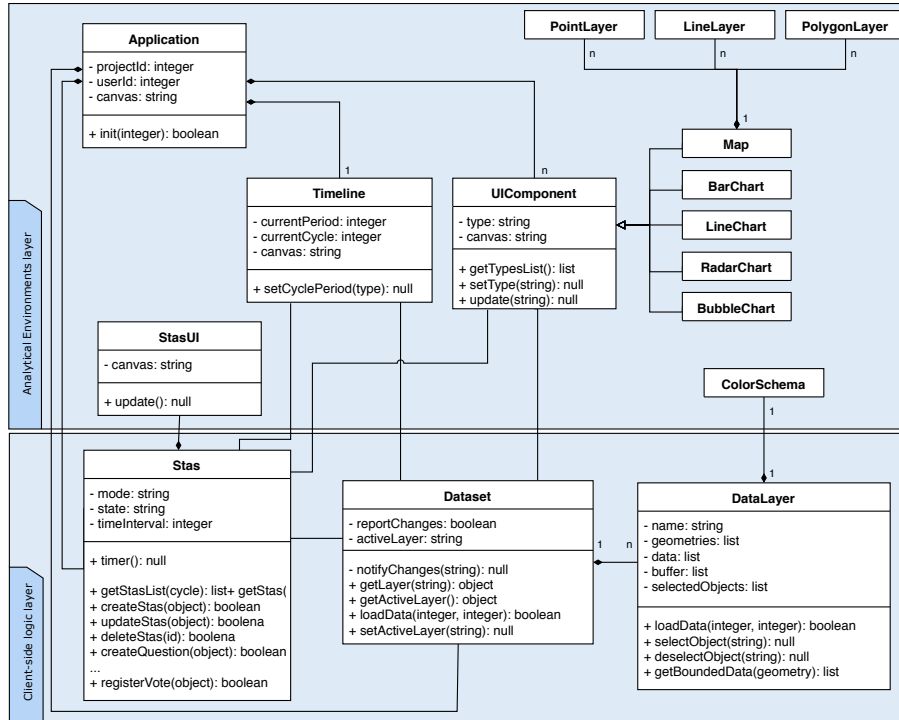 Application
- projectId: integer
- userId: integer
- canvas: string
+ init(integer): boolean
PointLayer
LineLayer
PolygonLayer
n
n
n
1
Map
BarChart
LineChart
RadarChart
BubbleChart
1
Timeline
- currentPeriod: integer
- currentCycle: integer
- canvas: string
+ setCyclePeriod(type): null
n
UIComponent
- type: string
- canvas: string
+ getTypesList(): list
+ setType(string): null
+ update(string): null
Analytical Environments layer
StasUI
- canvas: string
+ update(): null
ColorSchema
1
1
Client-side logic layer
Stas
- mode: string
- state: string
- timeInterval: integer
+ timer(): null
+ getStasList(cycle): list+ getStas(
+ createStas(object): boolean
+ updateStas(object): boolena
+ deleteStas(id): boolena
+ createQuestion(object): boolean
...
+ registerVote(object): boolean
Dataset
- reportChanges: boolean
- activeLayer: string
- notifyChanges(string): null
+ getLayer(string): object
+ getActiveLayer(): object
+ loadData(integer, integer): boolean
+ setActiveLayer(string): null
1
n
DataLayer
- name: string
- geometries: list
- data: list
- buffer: list
- selectedObjects: list
+ loadData(integer, integer): boolean
+ selectObject(string): null
+ deselectObject(string): null
+ getBoundedData(geometry): list